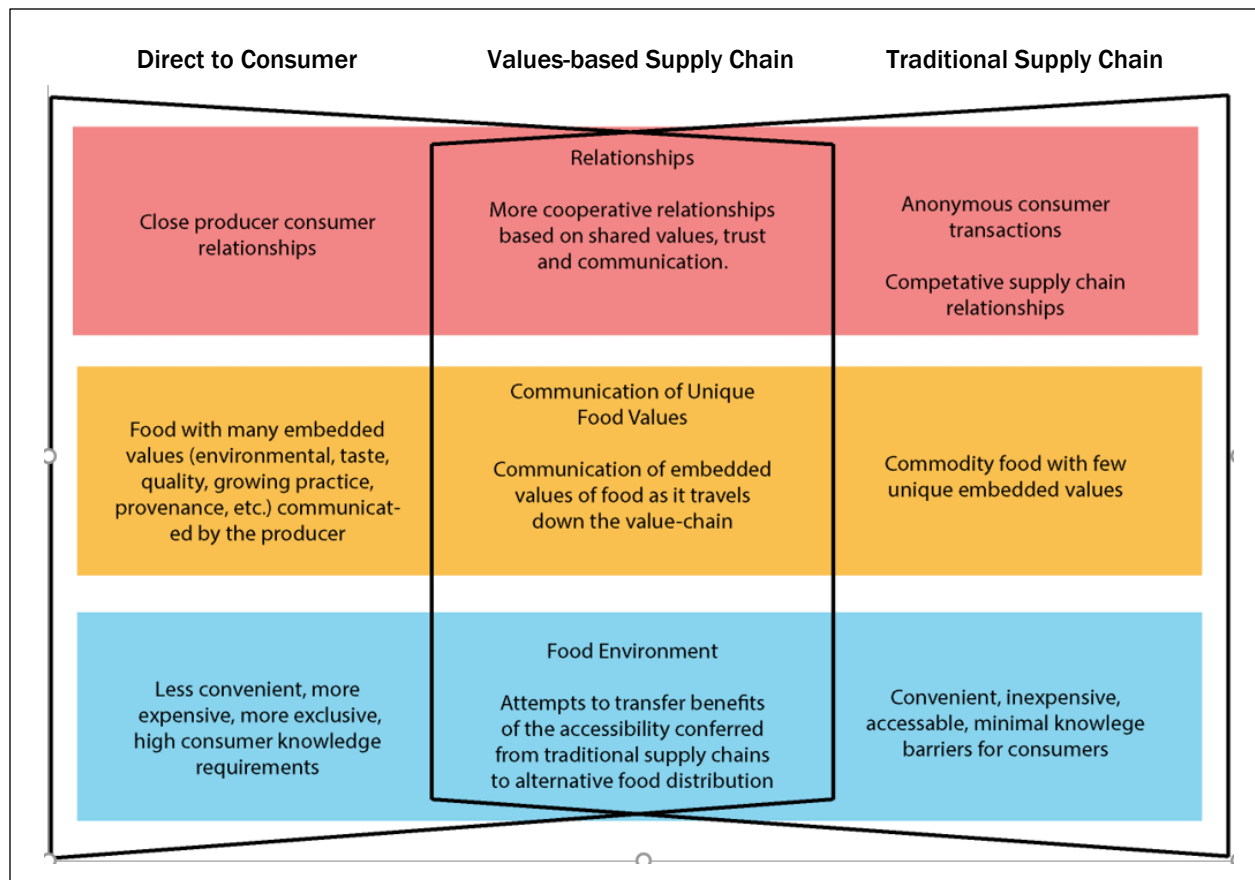 Direct to Consumer
Values-based Supply Chain
Traditional Supply Chain
Close producer consumer
relationships
Relationships
More cooperative relationships
based on shared values, trust
and communication.
Anonymous consumer
transactions
Competative supply chain
relationships
Food with many embedded
values (environmental, taste,
quality, growing practice,
provenance, etc.) communicat-
ed by the producer
Communication of Unique
Food Values
Communication of embedded
values of food as it travels
down the value-chain
Commodity food with few
unique embedded values
Less convenient, more
expensive, more exclusive,
high consumer knowledge
requirements
Food Environment
Attempts to transfer benefits
of the accessibility conferred
from traditional supply chains
to alternative food distribution
Convenient, inexpensive,
accessable, minimal knowlege
barriers for consumers